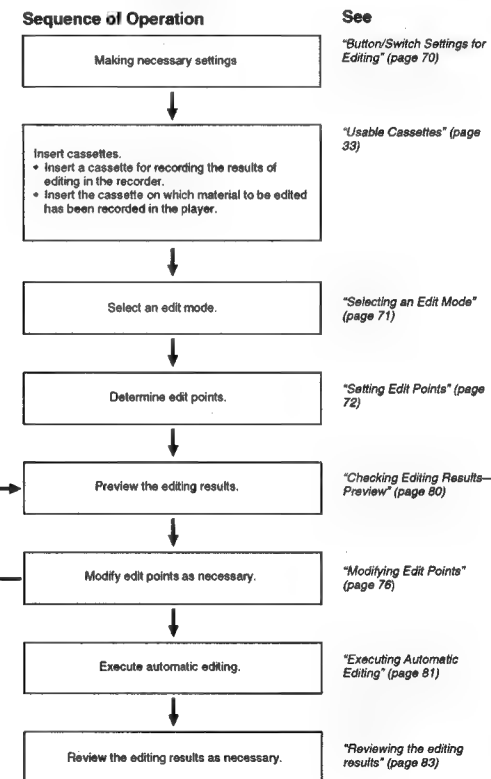 Sequence of Operation
See
Making necessary settings
"Button/Switch Settings for
Editing" (page 70)
Insert cassettes.
• Insert a cassette for recording the results of
editing in the recorder.
• Insert the cassette on which material to be edited
has been recorded in the player.
"Usable Cassettes" (page
33)
Select an edit mode.
"Selecting an Edit Mode"
(page 71)
Determine edit points.
"Setting Edit Points" (page
72)
Preview the editing results.
"Checking Editing Results—
Preview" (page 80)
Modify edit points as necessary.
"Modifying Edit Points"
(page 76)
Execute automatic editing.
"Executing Automatic
Editing" (page 81)
Review the editing results as necessary.
"Reviewing the editing
results" (page 83)